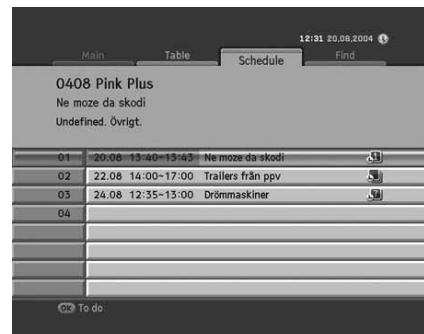 12:31 20.08.2004
Main Table Schedule Find
0408 Pink Plus
Ne moze da skodi
Undefined. Övrigt.
01 20.08 13:40-13:43 Ne moze da skodi
02 22.08 14:00-17:00 Trailers från ppv
03 24.08 12:35-13:00 Drömmaskiner
04
OK To do